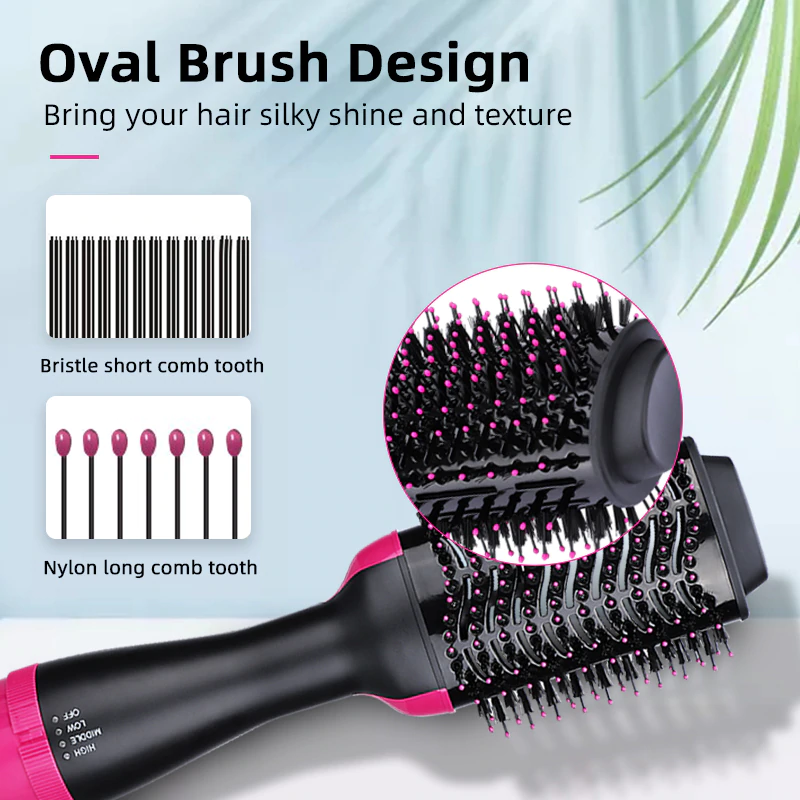 Oval Brush Design
Bring your hair silky shine and texture
Bristle short comb tooth
Nylon long comb tooth
OFF
LOW
MIDDLE
HIGH